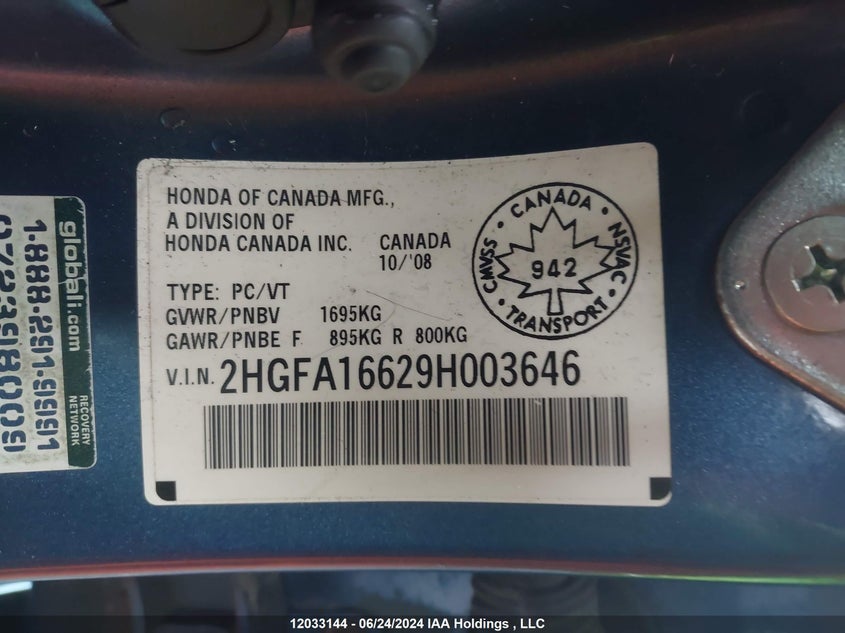 HONDA OF CANADA MFG.,
A DIVISION OF
HONDA CANADA INC. CANADA
10/'08
TYPE: PC/VT
GVWR/PNBV 1695KG
GAWR/PNBE F 895KG R 800KG
V.I.N. 2HGFA16629H003646
• CANADA •
CMVSS NSVAC
942
• TRANSPORT •
globali.com
1.888.291.9991
RECOVERY
NETWORK
12033144 - 06/24/2024 IAA Holdings , LLC